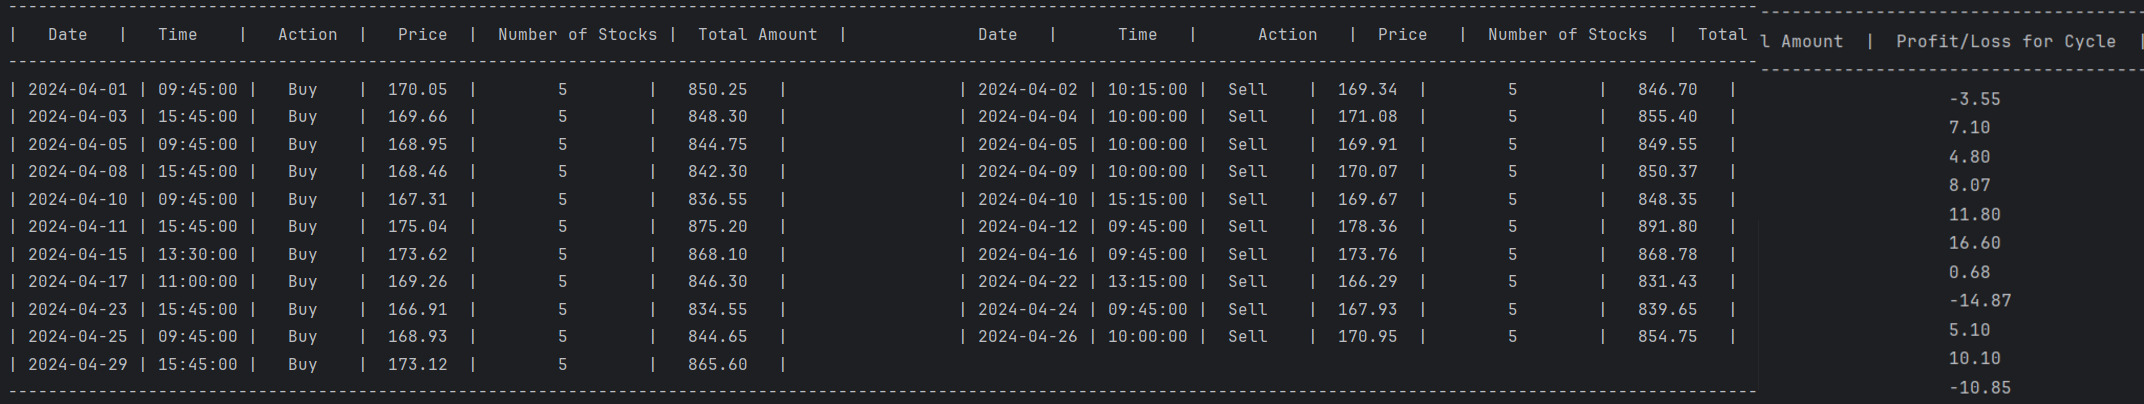 | Date | Time | Action | Price | Number of Stocks | Total Amount | Date | Time | Action | Price | Number of Stocks | Total l Amount | Profit/Loss for Cycle |
| 2024-04-01 | 09:45:00 | Buy | 170.05 | 5 | 850.25 | | 2024-04-02 | 10:15:00 | Sell | 169.34 | 5 | 846.70 | -3.55
| 2024-04-03 | 15:45:00 | Buy | 169.66 | 5 | 848.30 | | 2024-04-04 | 10:00:00 | Sell | 171.08 | 5 | 855.40 | 7.10
| 2024-04-05 | 09:45:00 | Buy | 168.95 | 5 | 844.75 | | 2024-04-05 | 10:00:00 | Sell | 169.91 | 5 | 849.55 | 4.80
| 2024-04-08 | 15:45:00 | Buy | 168.46 | 5 | 842.30 | | 2024-04-09 | 10:00:00 | Sell | 170.07 | 5 | 850.37 | 8.07
| 2024-04-10 | 09:45:00 | Buy | 167.31 | 5 | 836.55 | | 2024-04-10 | 15:15:00 | Sell | 169.67 | 5 | 848.35 | 11.80
| 2024-04-11 | 15:45:00 | Buy | 175.04 | 5 | 875.20 | | 2024-04-12 | 09:45:00 | Sell | 178.36 | 5 | 891.80 | 16.60
| 2024-04-15 | 13:30:00 | Buy | 173.62 | 5 | 868.10 | | 2024-04-16 | 09:45:00 | Sell | 173.76 | 5 | 868.78 | 0.68
| 2024-04-17 | 11:00:00 | Buy | 169.26 | 5 | 846.30 | | 2024-04-22 | 13:15:00 | Sell | 166.29 | 5 | 831.43 | -14.87
| 2024-04-23 | 15:45:00 | Buy | 166.91 | 5 | 834.55 | | 2024-04-24 | 09:45:00 | Sell | 167.93 | 5 | 839.65 | 5.10
| 2024-04-25 | 09:45:00 | Buy | 168.93 | 5 | 844.65 | | 2024-04-26 | 10:00:00 | Sell | 170.95 | 5 | 854.75 | 10.10
| 2024-04-29 | 15:45:00 | Buy | 173.12 | 5 | 865.60 | -10.85